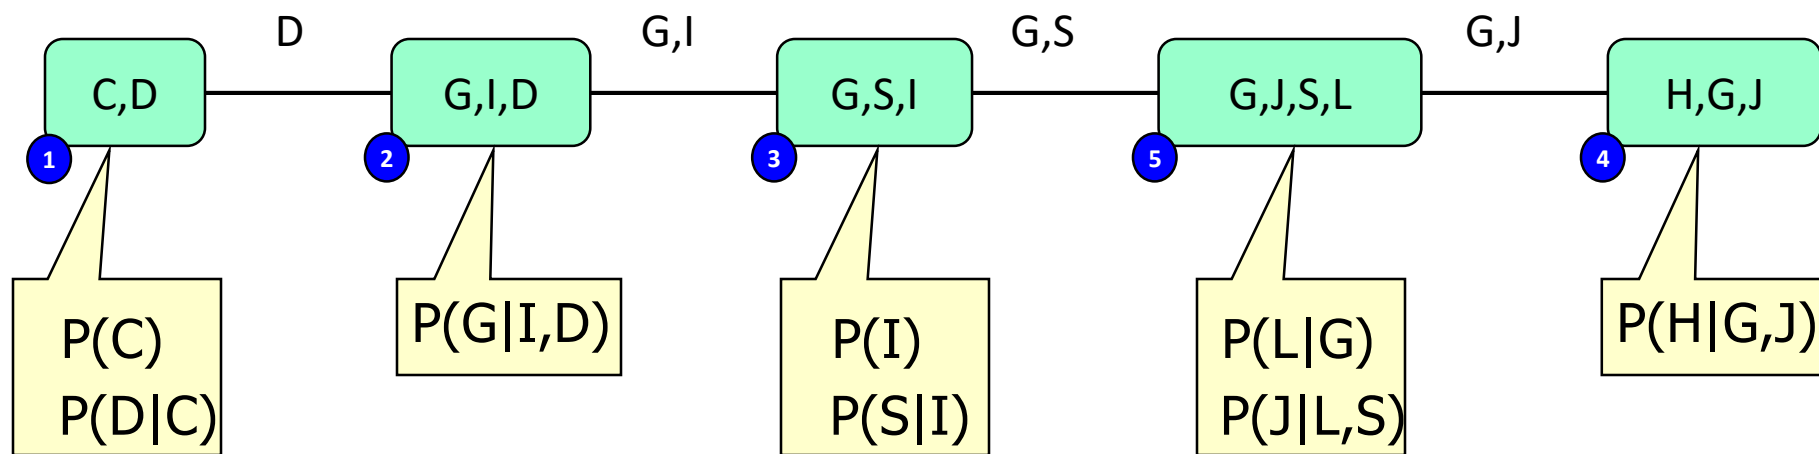 D
G,I
G,S
G,J
C,D
G,I,D
G,S,I
G,J,S,L
H,G,J
1
2
3
5
4
P(C)
P(D|C)
P(G|I,D)
P(I)
P(S|I)
P(L|G)
P(J|L,S)
P(H|G,J)